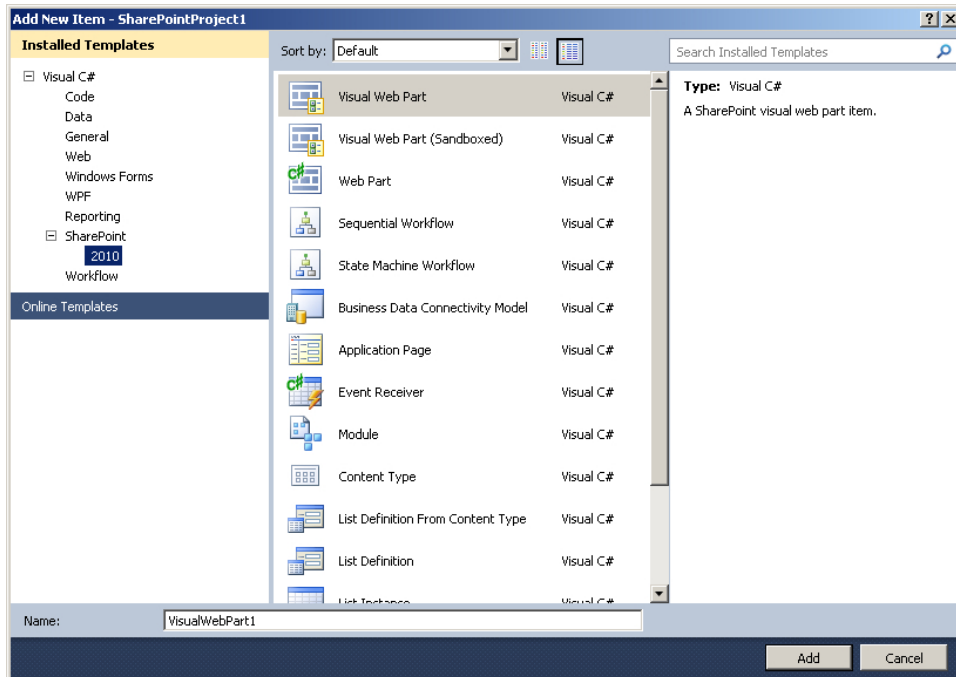 Add New Item - SharePointProject1
Installed Templates
Sort by: Default
Search Installed Templates
Visual C#
Code
Data
General
Web
Windows Forms
WPF
Reporting
SharePoint
2010
Workflow
Online Templates
Visual Web Part Visual C#
Visual Web Part (Sandboxed) Visual C#
Web Part Visual C#
Sequential Workflow Visual C#
State Machine Workflow Visual C#
Business Data Connectivity Model Visual C#
Application Page Visual C#
Event Receiver Visual C#
Module Visual C#
Content Type Visual C#
List Definition From Content Type Visual C#
List Definition Visual C#
List Instance Visual C#
Type: Visual C#
A SharePoint visual web part item.
Name: VisualWebPart1
Add Cancel